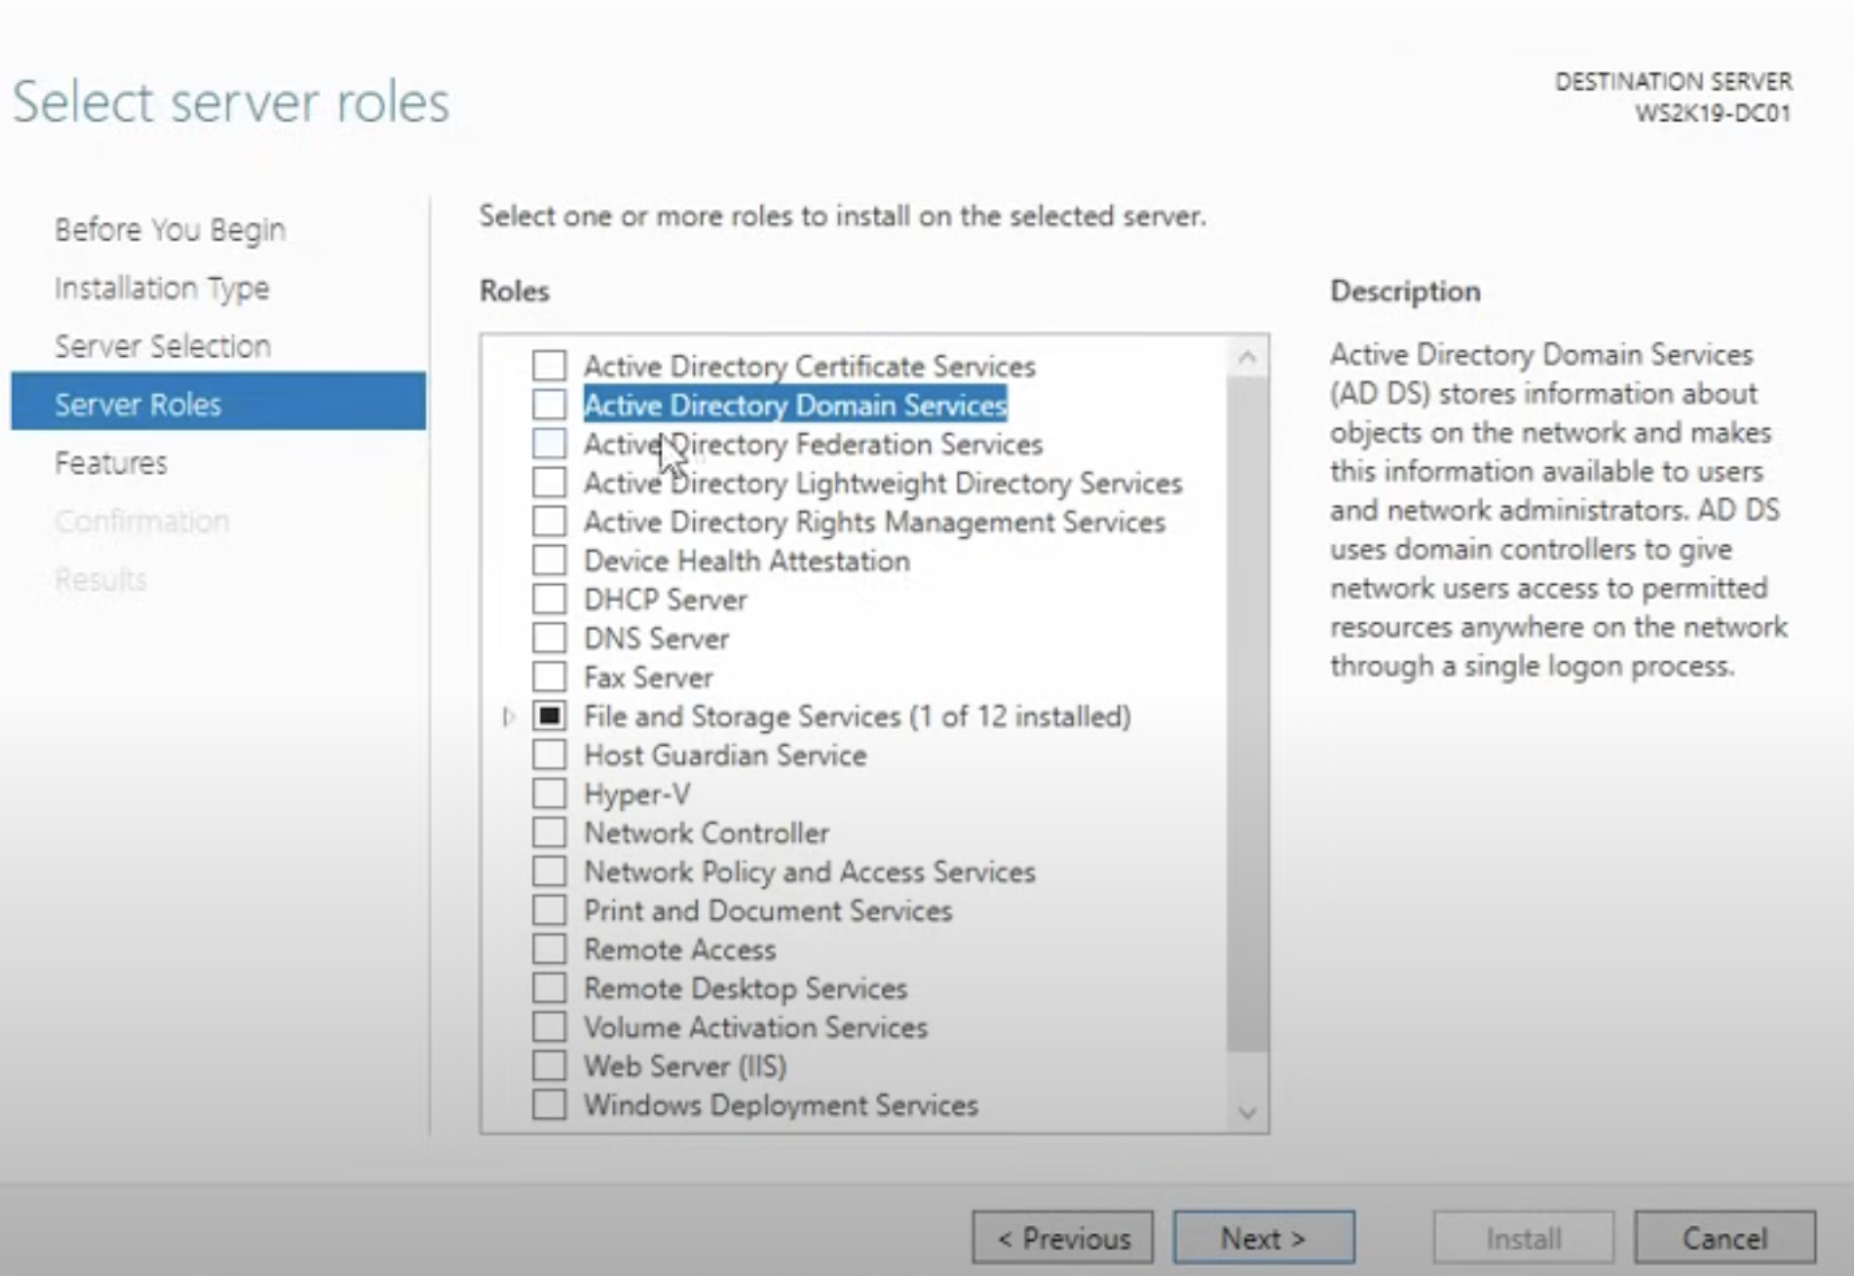 Select server roles
DESTINATION SERVER
WS2K19-DC01
Before You Begin
Installation Type
Server Selection
Server Roles
Features
Confirmation
Results
Select one or more roles to install on the selected server.
Roles
Active Directory Certificate Services
Active Directory Domain Services
Active Directory Federation Services
Active Directory Lightweight Directory Services
Active Directory Rights Management Services
Device Health Attestation
DHCP Server
DNS Server
Fax Server
File and Storage Services (1 of 12 installed)
Host Guardian Service
Hyper-V
Network Controller
Network Policy and Access Services
Print and Document Services
Remote Access
Remote Desktop Services
Volume Activation Services
Web Server (IIS)
Windows Deployment Services
Description
Active Directory Domain Services
(AD DS) stores information about
objects on the network and makes
this information available to users
and network administrators. AD DS
uses domain controllers to give
network users access to permitted
resources anywhere on the network
through a single logon process.
< Previous
Next >
Install
Cancel